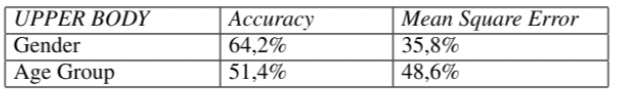 UPPER BODY Accuracy Mean Square Error
Gender 64,2% 35,8%
Age Group 51,4% 48,6%